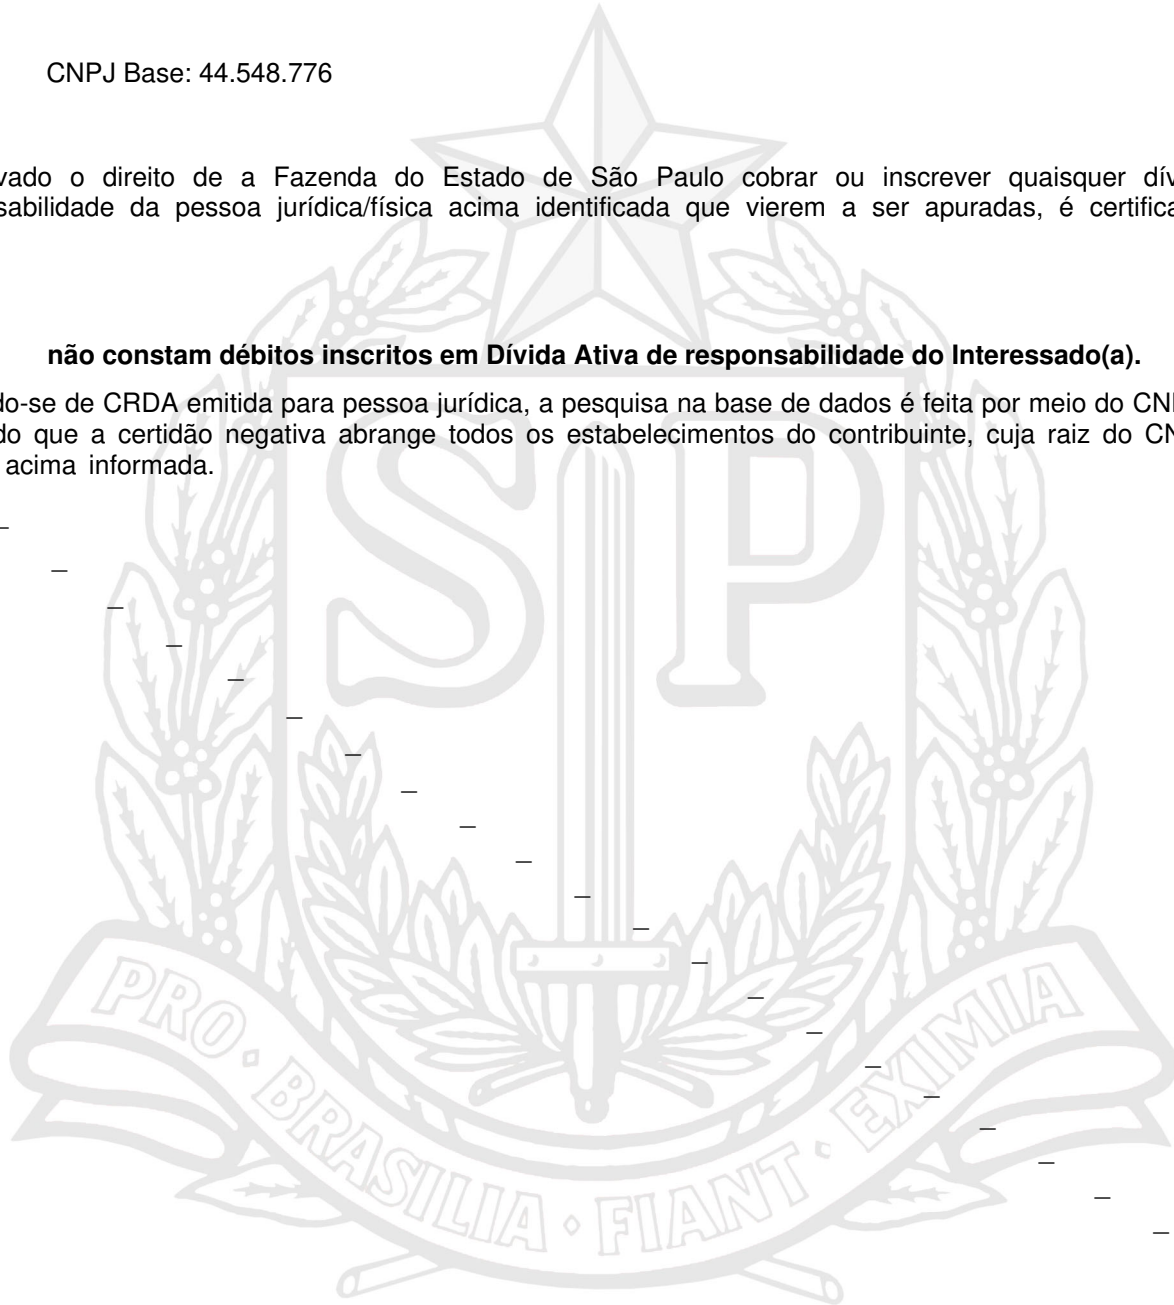 CNPJ Base: 44.548.776
vado o direito de a Fazenda do Estado de São Paulo cobrar ou inscrever quaisquer dív
sabilidade da pessoa jurídica/física acima identificada que vierem a ser apuradas, é certifica
não constam débitos inscritos em Dívida Ativa de responsabilidade do Interessado(a).
do-se de CRDA emitida para pessoa jurídica, a pesquisa na base de dados é feita por meio do CN
do que a certidão negativa abrange todos os estabelecimentos do contribuinte, cuja raiz do CN
acima informada.
SP
PRO · BRASILIA · FIANT · EXIMIA